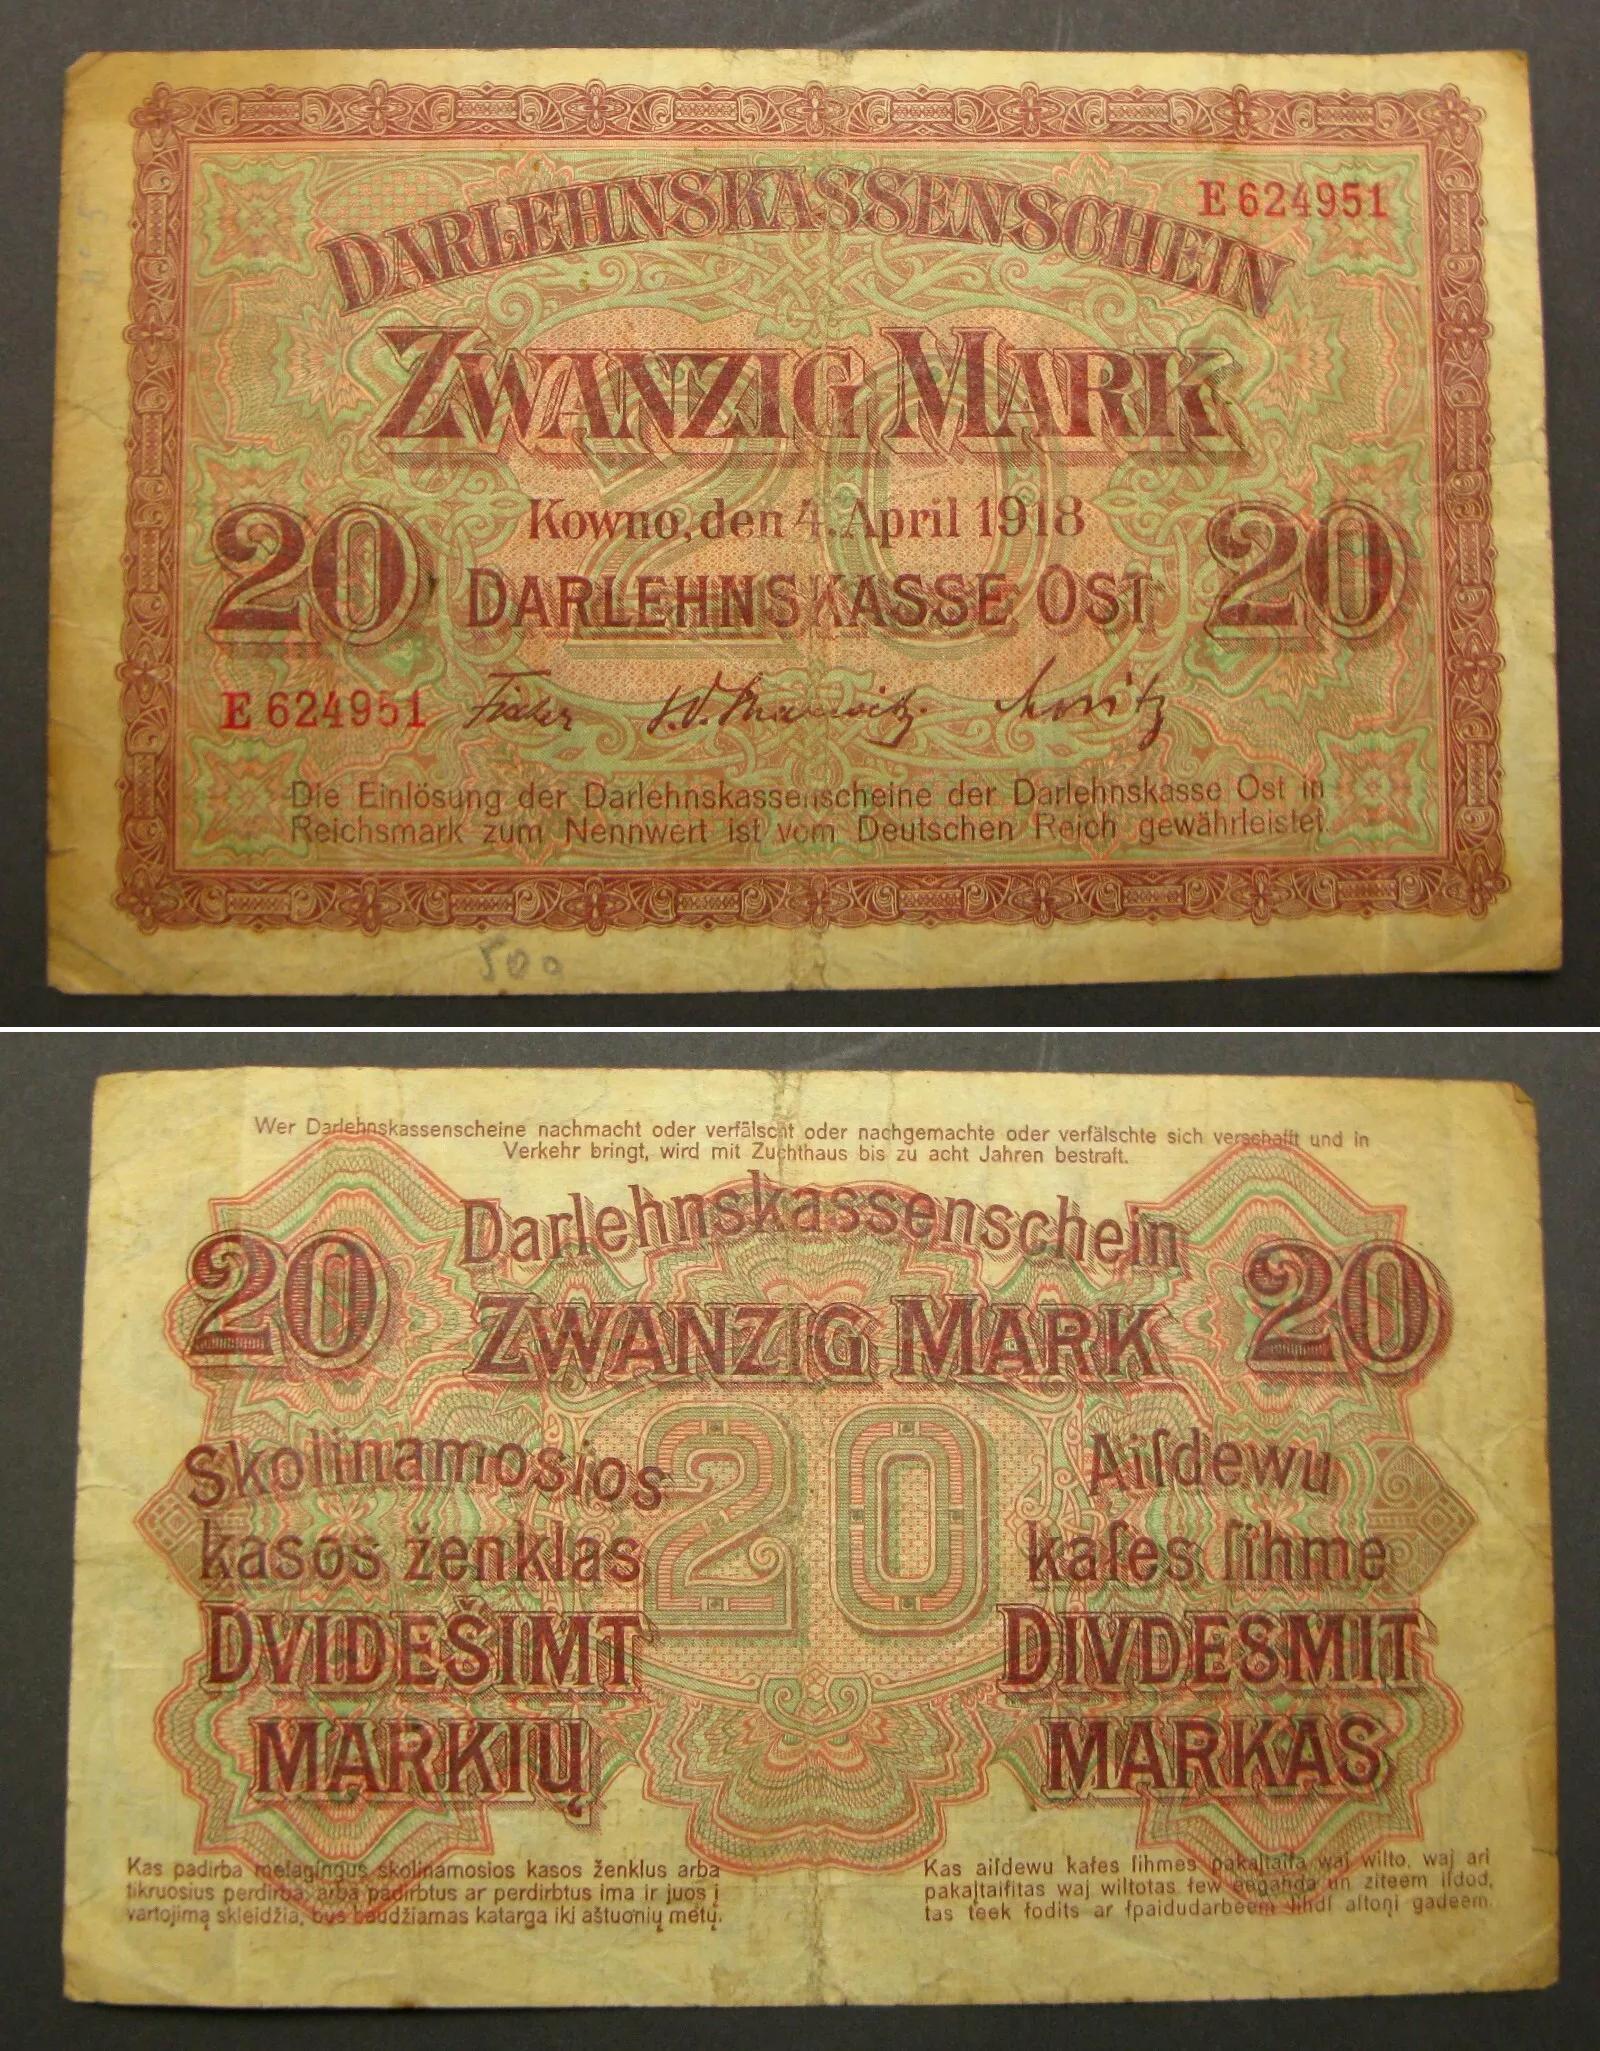 DARLEHNSKASSENSCHEIN
E 624951
ZWANZIG MARK
Kowno, den 4. April 1918
20 DARLEHNSKASSE OST 20
E 624951
Die Einlösung der Darlehnskassenscheine der Darlehnskasse Ost in
Reichsmark zum Nennwert ist vom Deutschen Reich gewährleistet.
500
Wer Darlehnskassenscheine nachmacht oder verfälscht oder nachgemachte oder verfälschte sich verschafft und in
Verkehr bringt, wird mit Zuchthaus bis zu acht Jahren bestraft.
Darlehnskassenschein
20 ZWANZIG MARK 20
20
Skolinamosios
kasos ženklas
DVIDEŠIMT
MARKIŲ
Aiſdewu
kaſes ſihme
DIVDESMIT
MARKAS
Kas padirba melagingus skolinamosios kasos ženklus arba
tikruosius perdirba, arba padirbtus ar perdirbtus ima ir juos į
vartojimą skleidžia, bus baudžiamas katarga iki aštuonių metų.
Kas aiſdewu kaſes ſihmes pakaļtaiſa waj wilto, waj ari
pakaļtaiſitas waj wiltotas ſew eegahda un ziteem iſdod,
tas teek ſodits ar ſpaidudarbeem lihdſ aſtoņi gadeem.